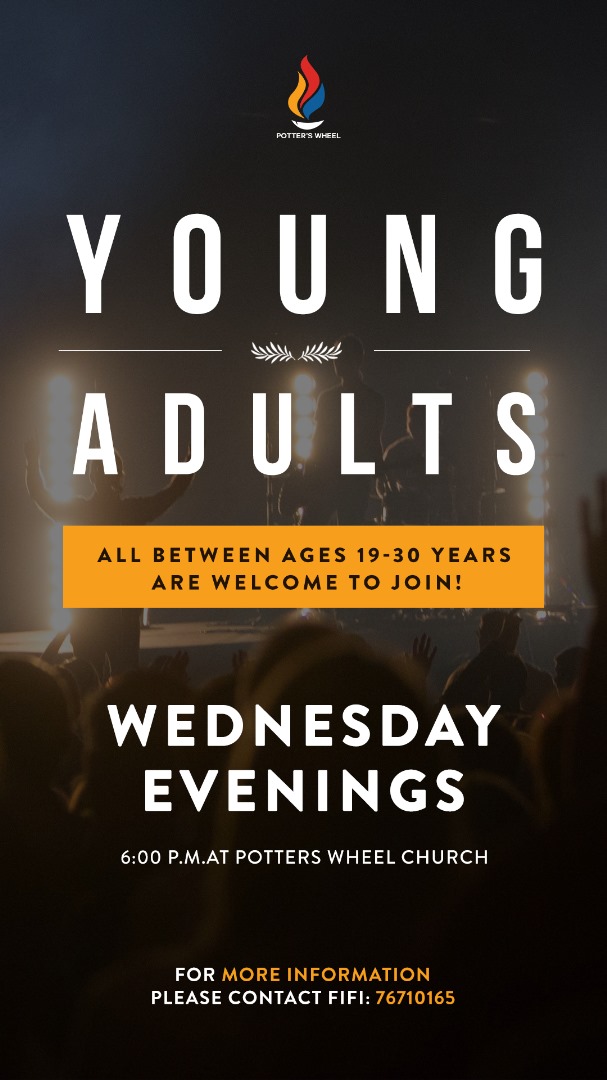 POTTER'S WHEEL
YOUNG
ADULTS
ALL BETWEEN AGES 19-30 YEARS
ARE WELCOME TO JOIN!
WEDNESDAY
EVENINGS
6:00 P.M.AT POTTERS WHEEL CHURCH
FOR MORE INFORMATION
PLEASE CONTACT FIFI: 76710165